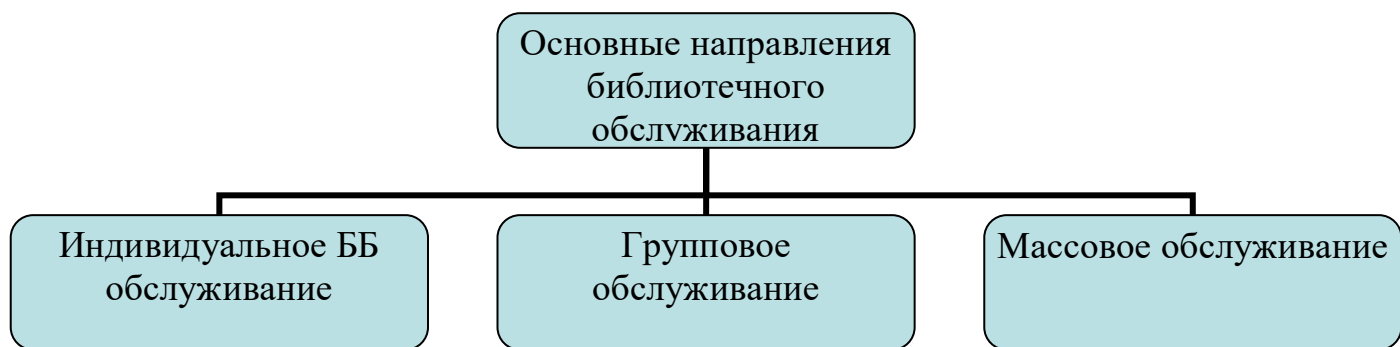 Основные направления
библиотечного
обслуживания
Индивидуальное ББ
обслуживание
Групповое
обслуживание
Массовое обслуживание